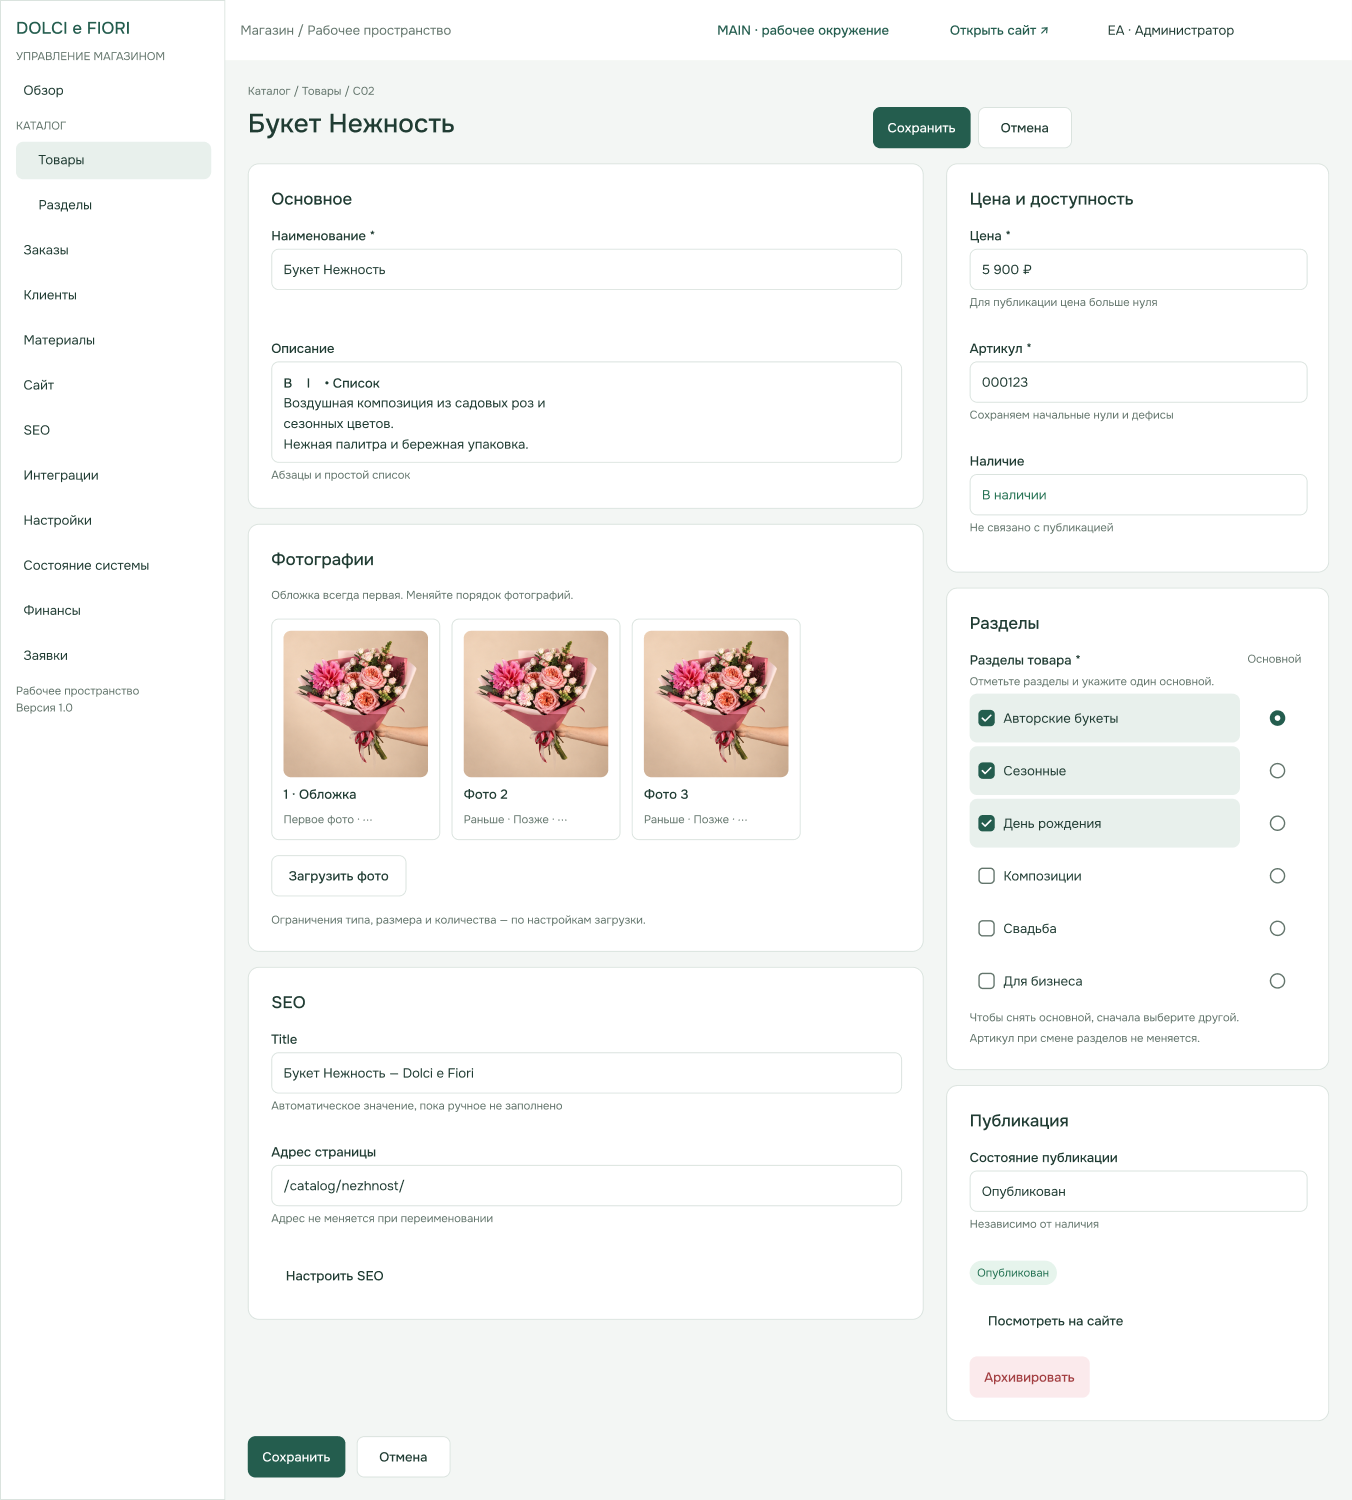 DOLCI e FIORI
УПРАВЛЕНИЕ МАГАЗИНОМ
Обзор
КАТАЛОГ
Товары
Разделы
Заказы
Клиенты
Материалы
Сайт
SEO
Интеграции
Настройки
Состояние системы
Финансы
Заявки
Рабочее пространство
Версия 1.0
Магазин / Рабочее пространство
MAIN · рабочее окружение
Открыть сайт ↗
EA · Администратор
Каталог / Товары / C02
Букет Нежность
Сохранить
Отмена
Основное
Наименование *
Букет Нежность
Описание
B I • Список
Воздушная композиция из садовых роз и
сезонных цветов.
Нежная палитра и бережная упаковка.
Абзацы и простой список
Фотографии
Обложка всегда первая. Меняйте порядок фотографий.
1 · Обложка
Первое фото · ···
Фото 2
Раньше · Позже · ···
Фото 3
Раньше · Позже · ···
Загрузить фото
Ограничения типа, размера и количества — по настройкам загрузки.
SEO
Title
Букет Нежность — Dolci e Fiori
Автоматическое значение, пока ручное не заполнено
Адрес страницы
/catalog/nezhnost/
Адрес не меняется при переименовании
Настроить SEO
Цена и доступность
Цена *
5 900 ₽
Для публикации цена больше нуля
Артикул *
000123
Сохраняем начальные нули и дефисы
Наличие
В наличии
Не связано с публикацией
Разделы
Разделы товара *
Основной
Отметьте разделы и укажите один основной.
Авторские букеты
Сезонные
День рождения
Композиции
Свадьба
Для бизнеса
Чтобы снять основной, сначала выберите другой.
Артикул при смене разделов не меняется.
Публикация
Состояние публикации
Опубликован
Независимо от наличия
Опубликован
Посмотреть на сайте
Архивировать
Сохранить
Отмена